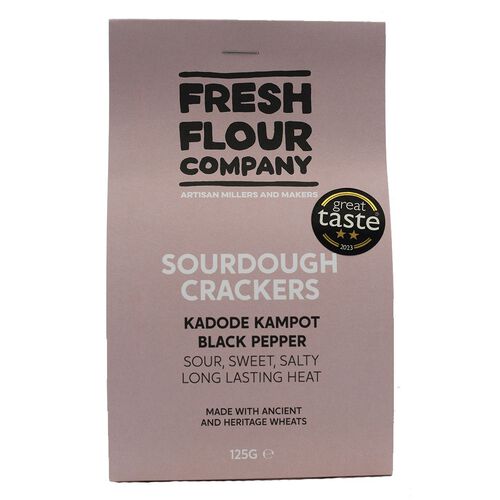 FRESH
FLOUR
COMPANY
ARTISAN MILLERS AND MAKERS
great
taste
2023
SOURDOUGH
CRACKERS
KADODE KAMPOT
BLACK PEPPER
SOUR, SWEET, SALTY
LONG LASTING HEAT
MADE WITH ANCIENT
AND HERITAGE WHEATS
125G ℮